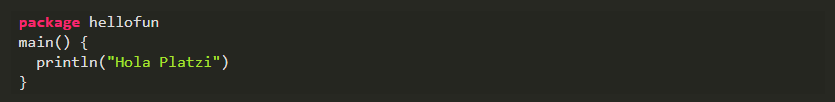 package hellofun
main() {
  println("Hola Platzi")
}